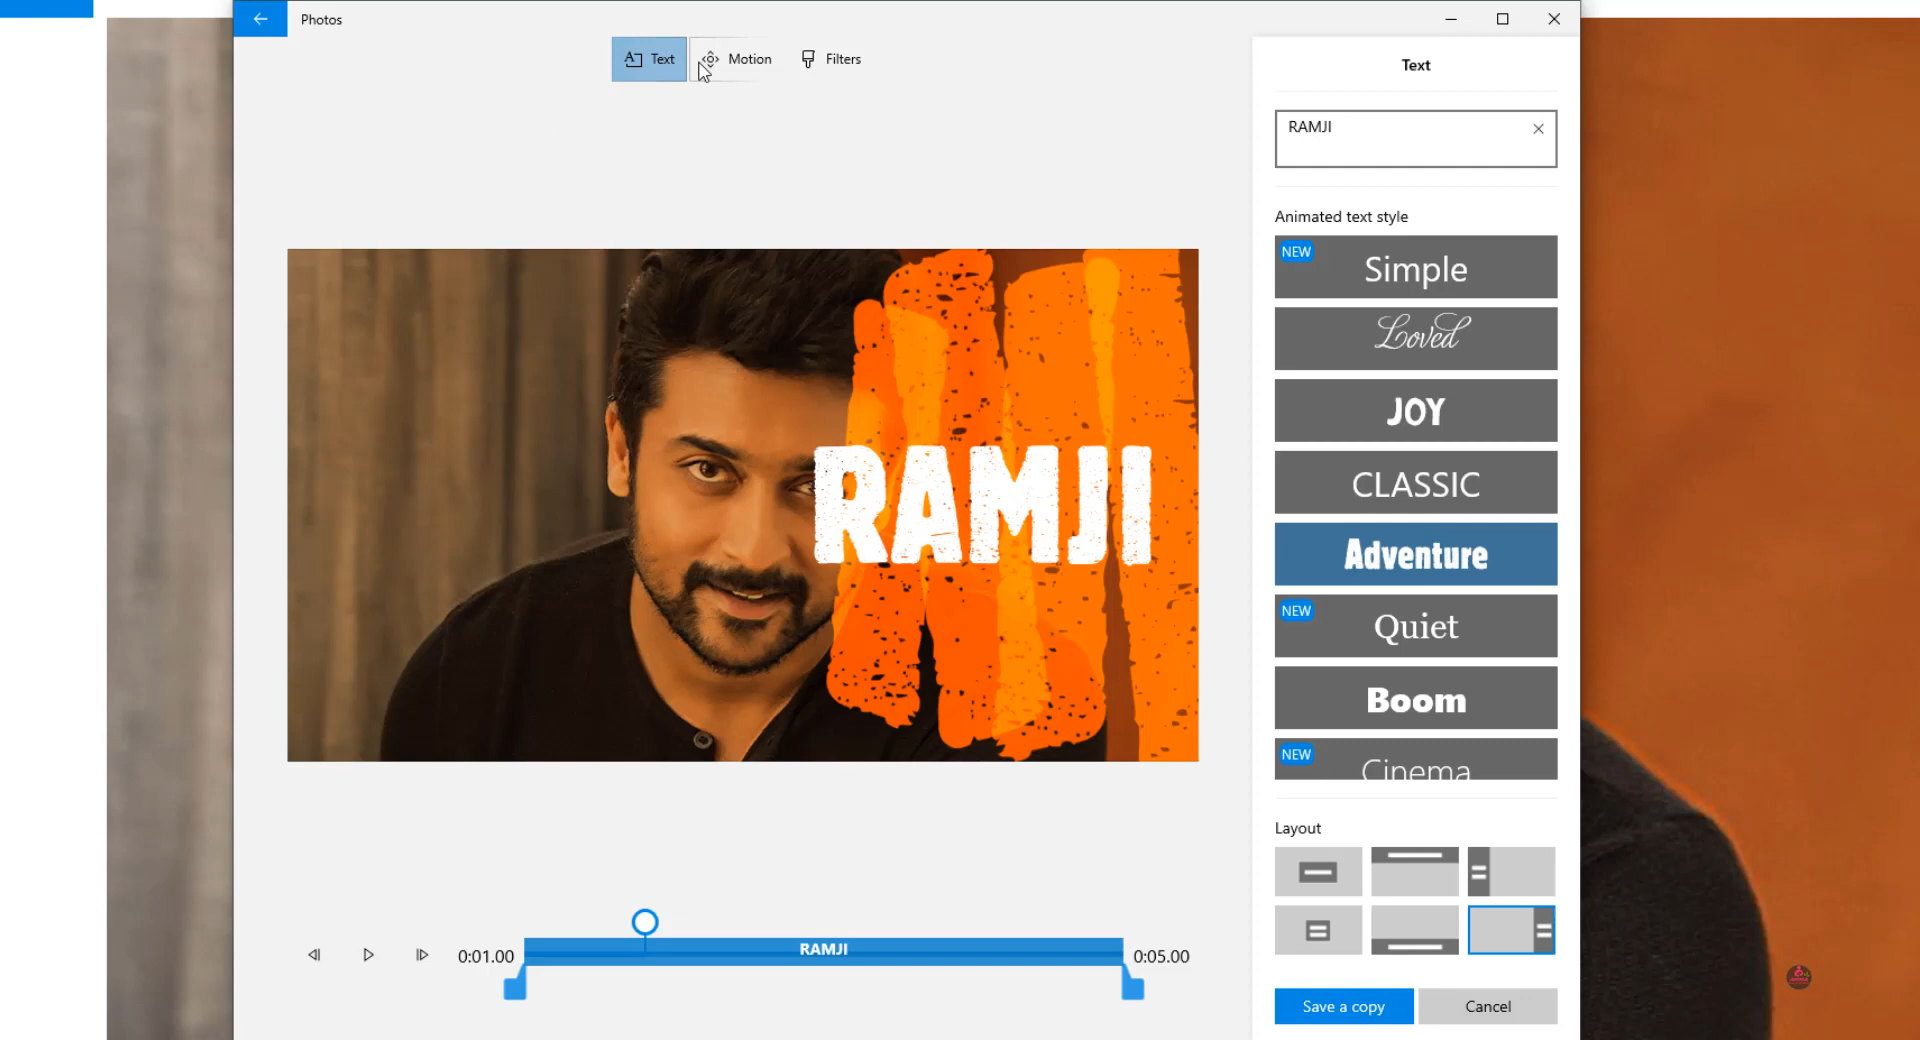 Photos
Text
Motion
Filters
Text
RAMJI
Animated text style
NEW
Simple
Loved
JOY
CLASSIC
Adventure
NEW
Quiet
Boom
NEW
Cinema
RAMJI
Layout
0:01.00
RAMJI
0:05.00
Save a copy
Cancel